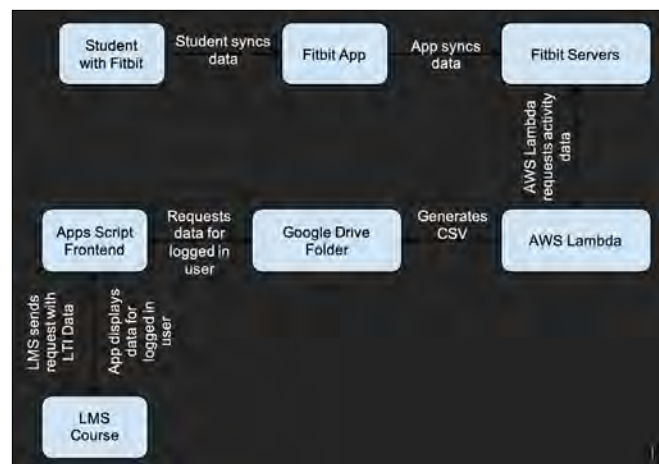 Student
with Fitbit
Student syncs
data
Fitbit App
App syncs
data
Fitbit Servers
AWS Lambda
requests activity
data
Apps Script
Frontend
Requests
data for
logged in
user
Google Drive
Folder
Generates
CSV
AWS Lambda
LMS sends
request with
LTI Data
App displays
data for
logged in
user
LMS
Course